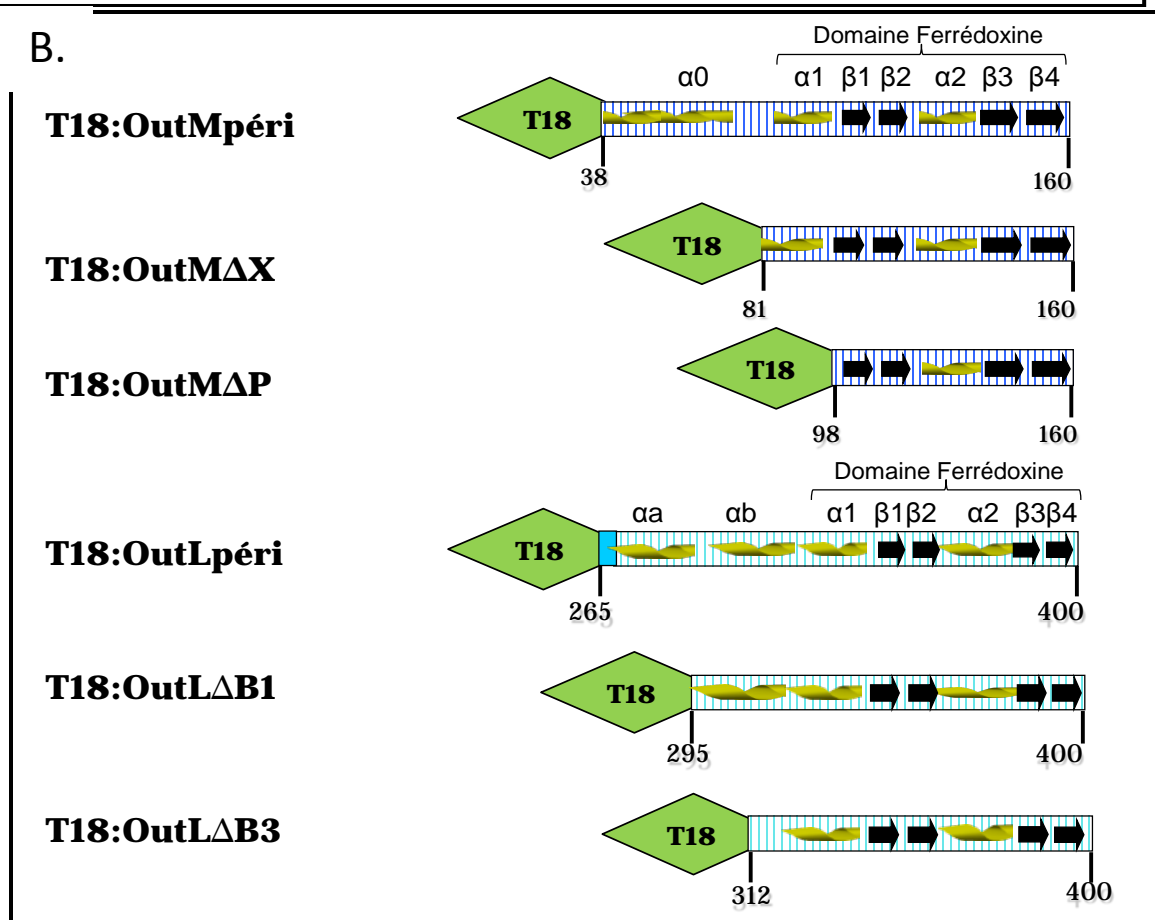 B.
Domaine Ferrédoxine
α0 α1 β1 β2 α2 β3 β4
T18:OutMpéri
T18
38
160
T18:OutMΔX
T18
81
160
T18:OutMΔP
T18
98
160
Domaine Ferrédoxine
αa αb α1 β1β2 α2 β3β4
T18:OutLpéri
T18
265
400
T18:OutLΔB1
T18
295
400
T18:OutLΔB3
T18
312
400